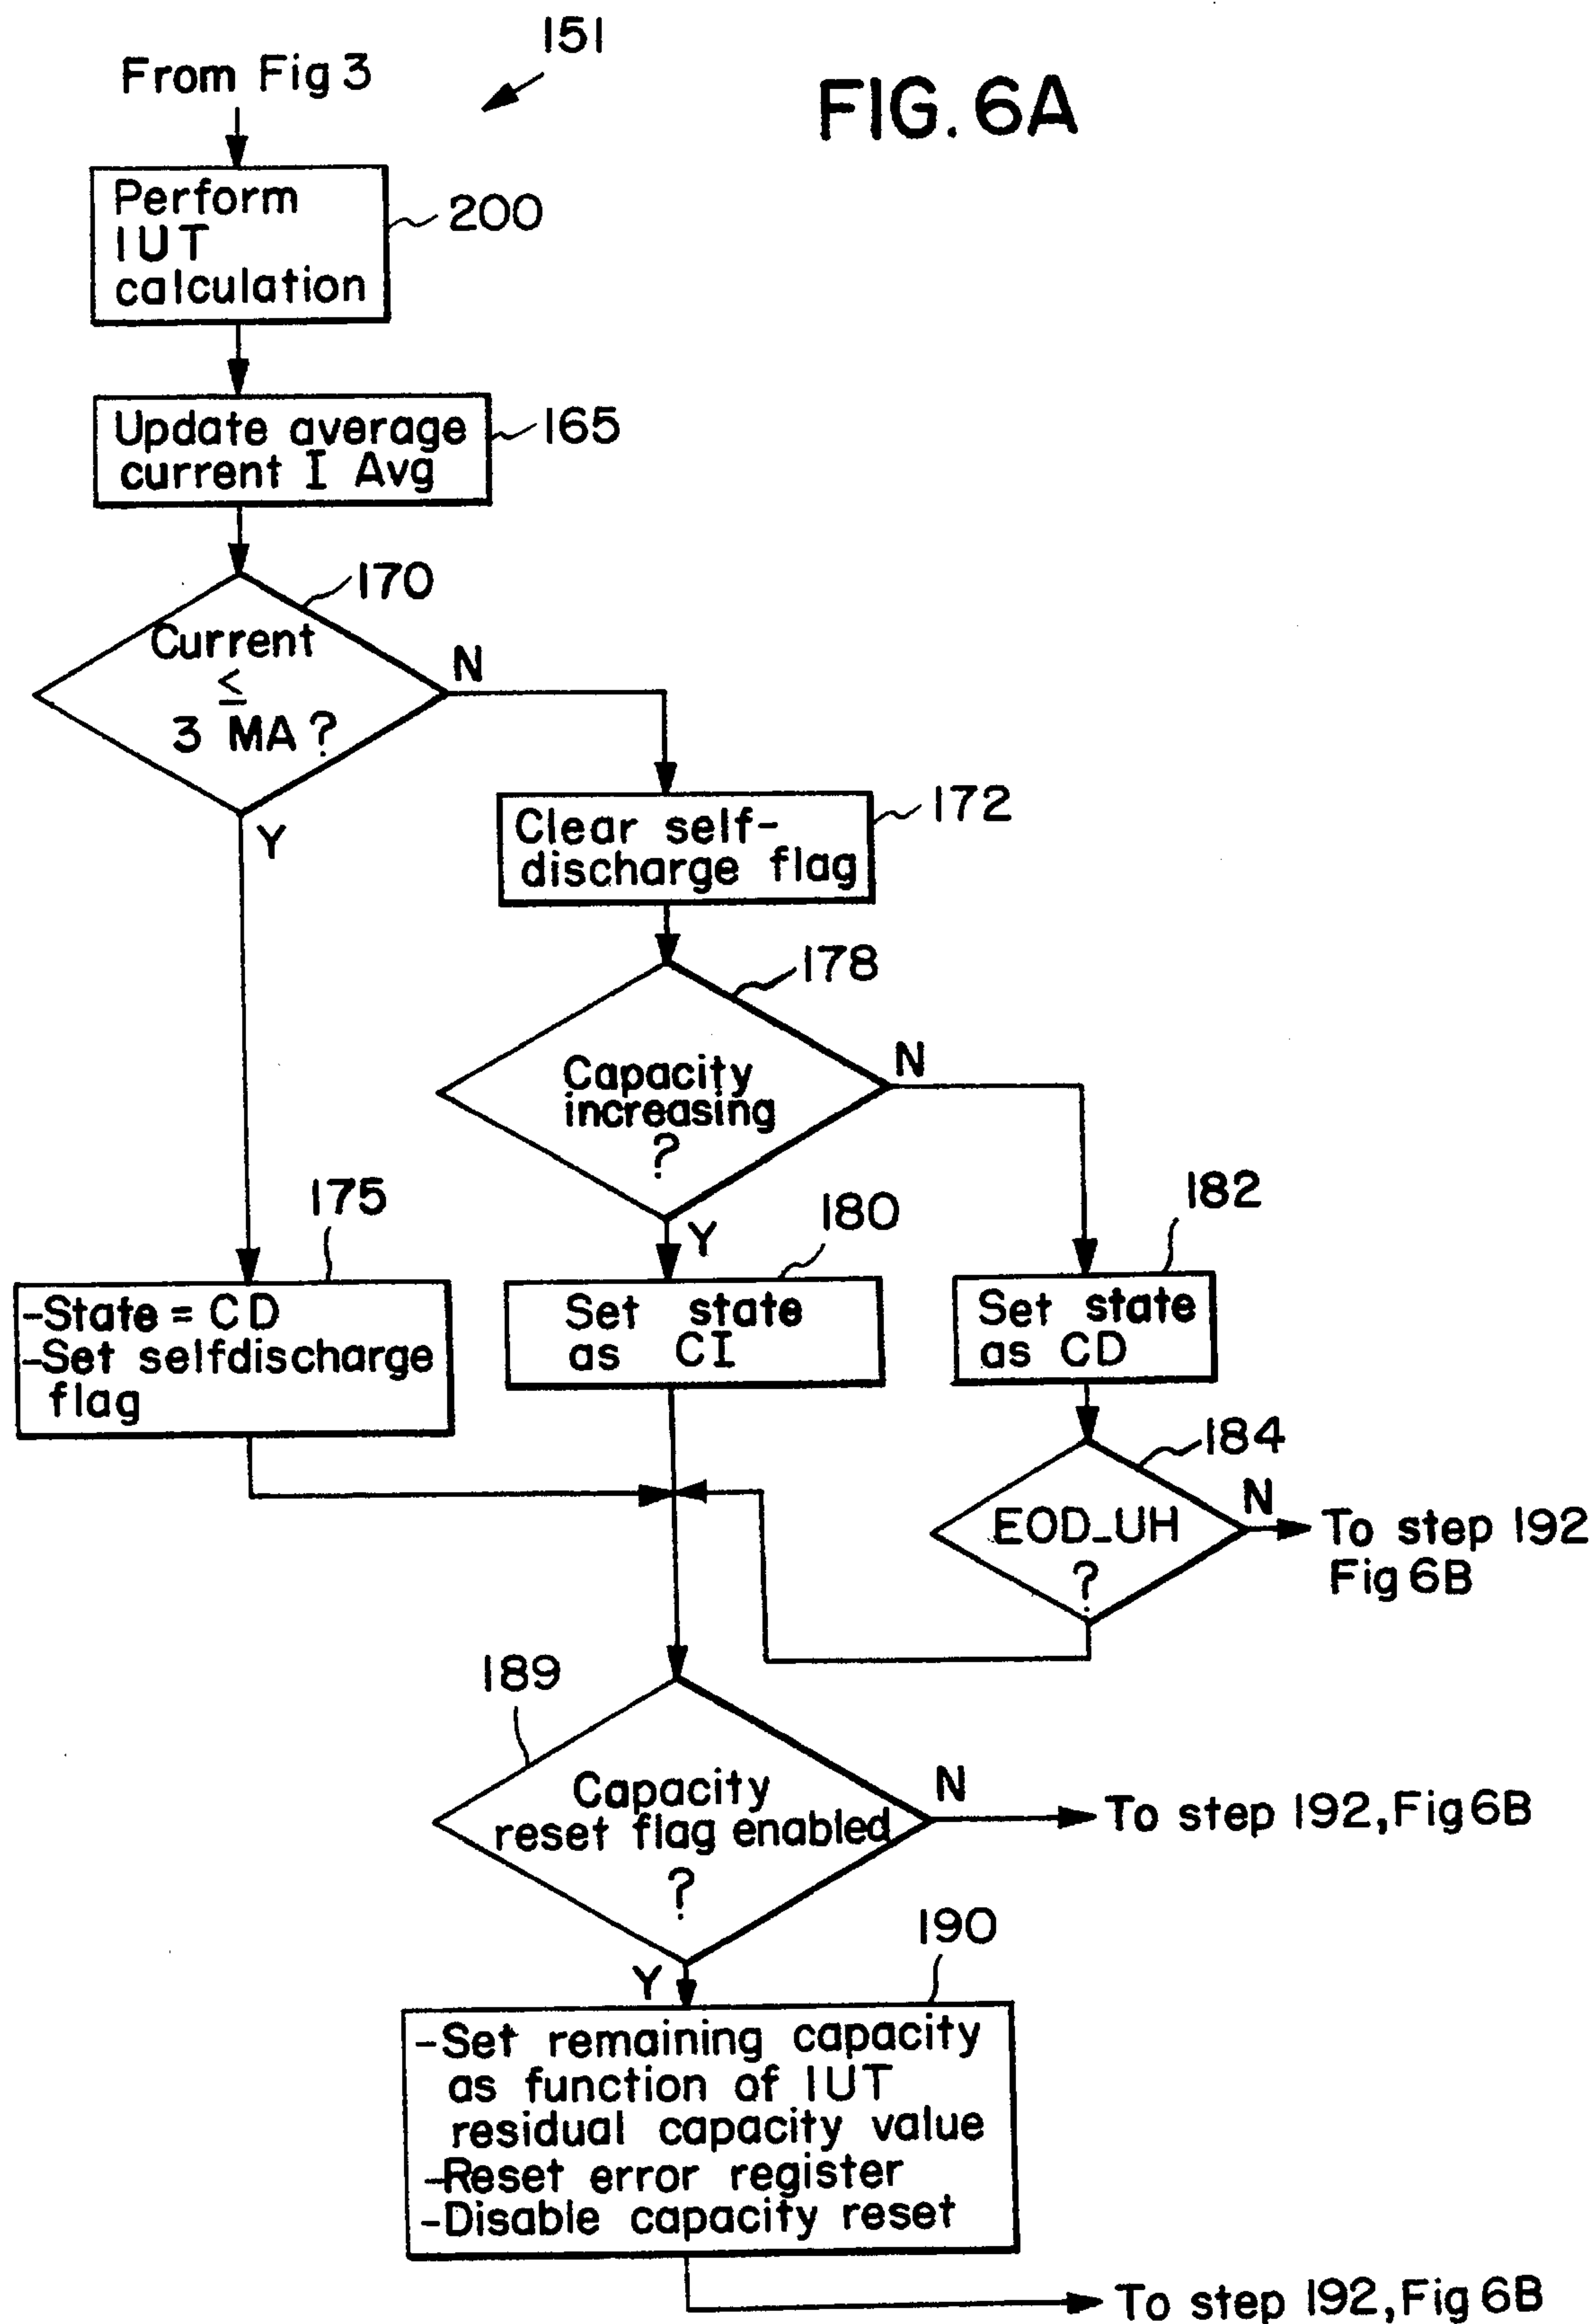 151
From Fig 3
FIG. 6A
Perform
IUT
calculation
200
Update average
current I Avg
165
170
Current
≤
3 MA?
N
Y
Clear self-
discharge flag
172
178
Capacity
increasing
?
N
Y
175
-State = CD
-Set selfdischarge
flag
180
Set state
as CI
182
Set state
as CD
184
EOD_UH
?
N
To step 192
Fig 6B
189
Capacity
reset flag enabled
?
N
To step 192, Fig 6B
Y
190
-Set remaining capacity
as function of IUT
residual capacity value
-Reset error register
-Disable capacity reset
To step 192, Fig 6B